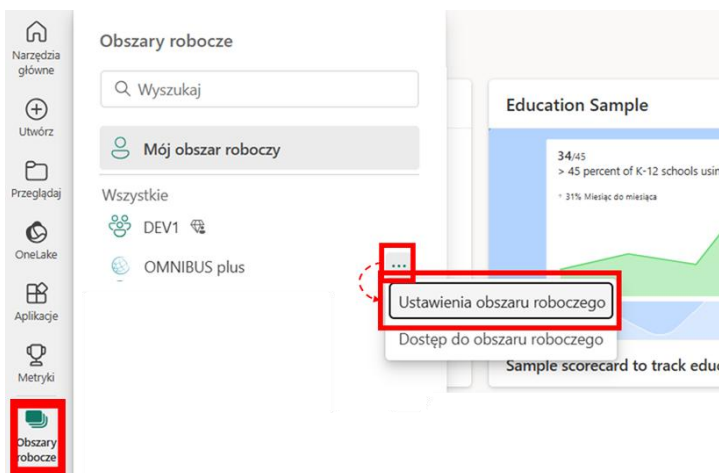 Narzędzia
główne
Utwórz
Przeglądaj
OneLake
Aplikacje
Metryki
Obszary
robocze
Obszary robocze
Wyszukaj
Mój obszar roboczy
Wszystkie
DEV1
OMNIBUS plus
...
Ustawienia obszaru roboczego
Dostęp do obszaru roboczego
Education Sample
34/45
> 45 percent of K-12 schools usin
↑ 31% Miesiąc do miesiąca
Sample scorecard to track edu